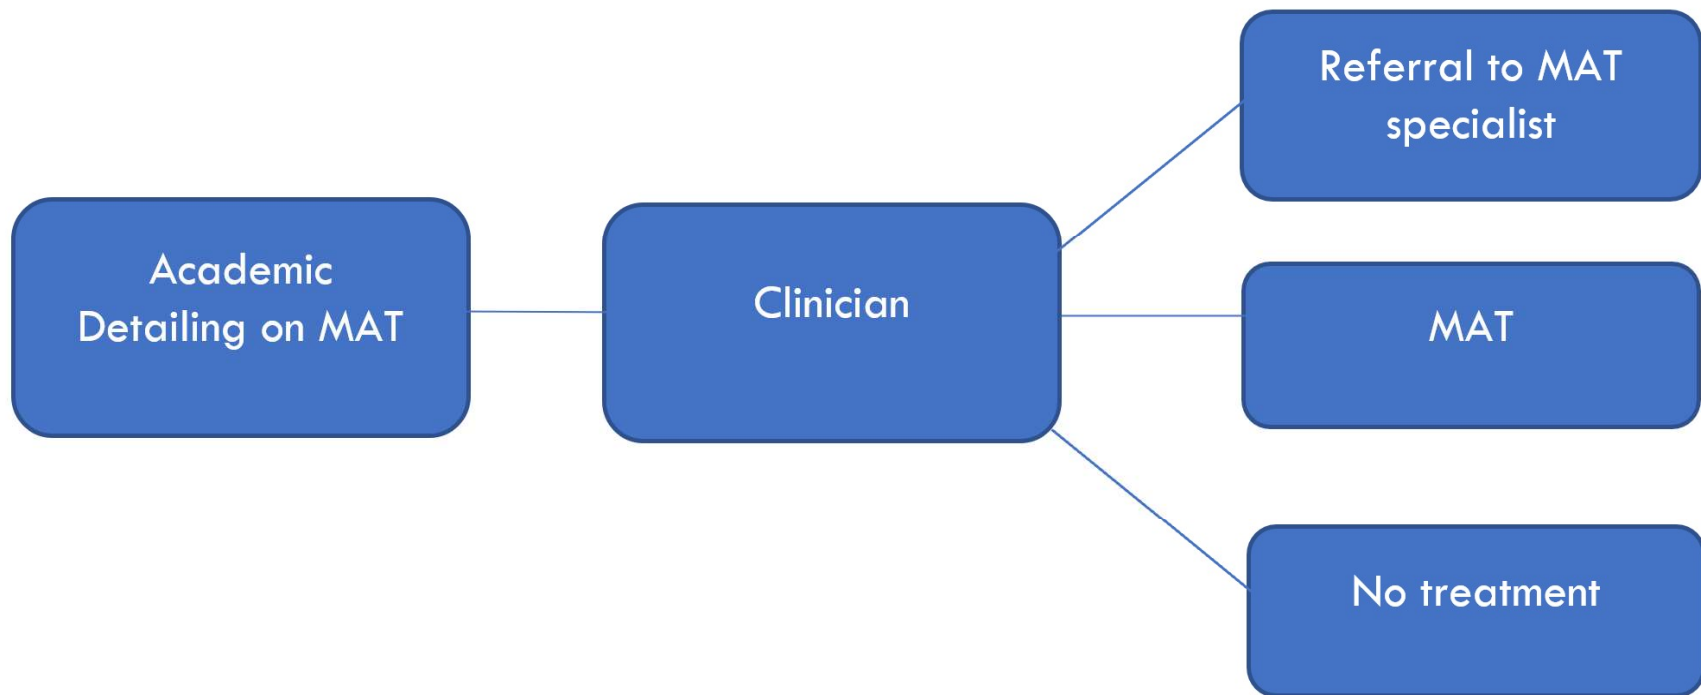 Academic
Detailing on MAT
Clinician
Referral to MAT
specialist
MAT
No treatment